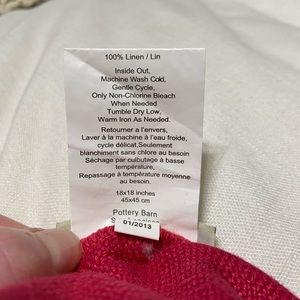 100% Linen / Lin
Inside Out,
Machine Wash Cold,
Gentle Cycle,
Only Non-Chlorine Bleach
When Needed
Tumble Dry Low,
Warm Iron As Needed.
Retourner a l'envers,
Laver à la machine à l'eau froide,
cycle délicat,Seulement
blanchiment sans chlore au besoin
Séchage par culbutage à basse
température,
Repassage à température moyenne
au besoin.
18x18 inches
45x45 cm
Pottery Barn
01/2013